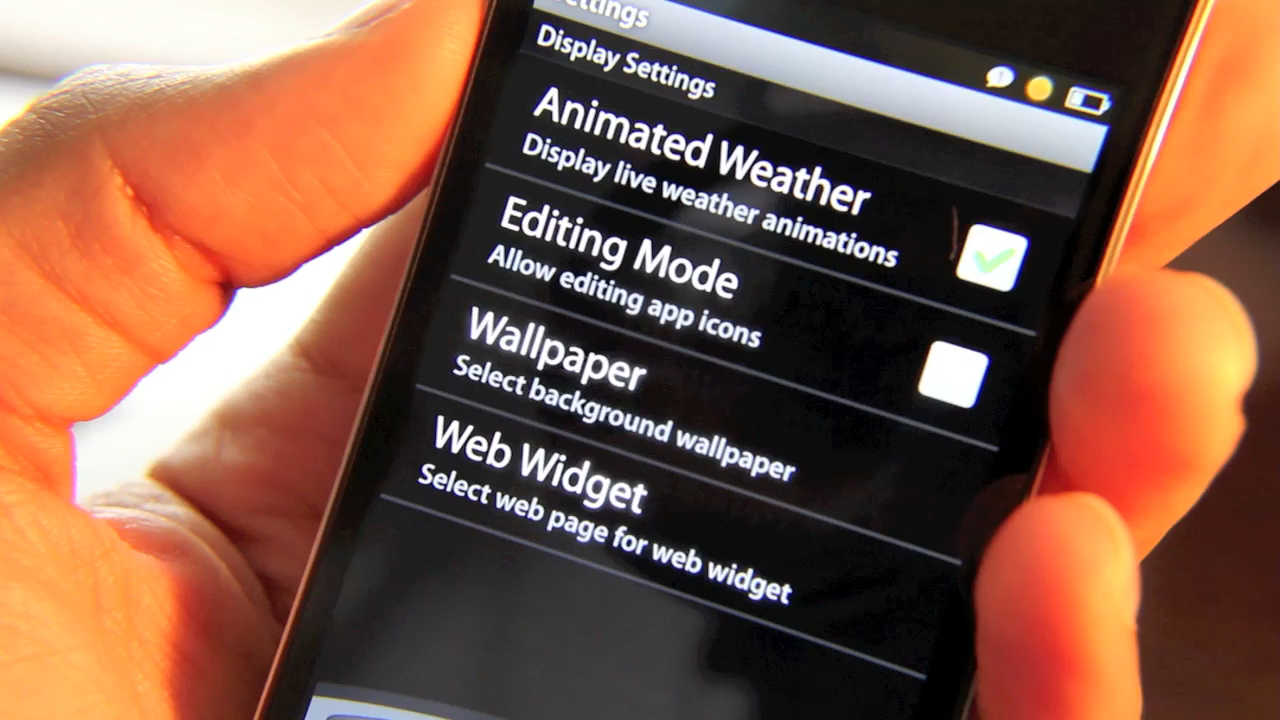 Settings
Display Settings
Animated Weather
Display live weather animations
Editing Mode
Allow editing app icons
Wallpaper
Select background wallpaper
Web Widget
Select web page for web widget